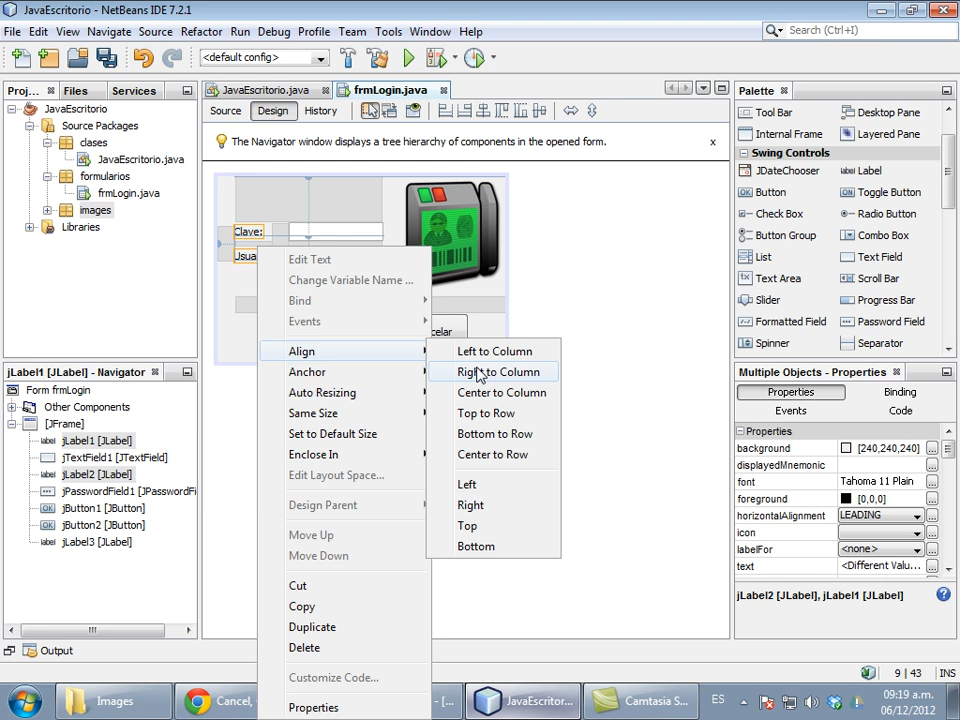 JavaEscritorio - NetBeans IDE 7.2.1
File Edit View Navigate Source Refactor Run Debug Profile Team Tools Window Help
Search (Ctrl+I)
<default config>
Proj... Files Services
JavaEscritorio
Source Packages
clases
JavaEscritorio.java
formularios
frmLogin.java
images
Libraries
JavaEscritorio.java frmLogin.java
Source Design History
The Navigator window displays a tree hierarchy of components in the opened form. x
Clave:
Usua
celar
Edit Text
Change Variable Name ...
Bind
Events
Align
Anchor
Auto Resizing
Same Size
Set to Default Size
Enclose In
Edit Layout Space...
Design Parent
Move Up
Move Down
Cut
Copy
Duplicate
Delete
Customize Code...
Properties
Left to Column
Right to Column
Center to Column
Top to Row
Bottom to Row
Center to Row
Left
Right
Top
Bottom
Palette
Tool Bar Desktop Pane
Internal Frame Layered Pane
Swing Controls
JDateChooser label Label
OK Button ON Toggle Button
Check Box Radio Button
Button Group Combo Box
List Text Field
Text Area Scroll Bar
Slider Progress Bar
Formatted Field Password Field
Spinner Separator
jLabel1 [JLabel] - Navigator
Form frmLogin
Other Components
[JFrame]
label jLabel1 [JLabel]
jTextField1 [JTextField]
label jLabel2 [JLabel]
jPasswordField1 [JPasswor
OK jButton1 [JButton]
OK jButton2 [JButton]
label jLabel3 [JLabel]
Multiple Objects - Properties
Properties Binding
Events Code
Properties
background [240,240,240] ...
displayedMnemonic ...
font Tahoma 11 Plain ...
foreground [0,0,0] ...
horizontalAlignment LEADING ...
icon ...
labelFor <none> ...
text <Different Valu... ...
jLabel2 [JLabel], jLabel1 [JLabel]
Output
9 | 43 INS
Images
Cancel,
- [...
JavaEscritor...
Camtasia S...
ES
09:19 a.m.
06/12/2012